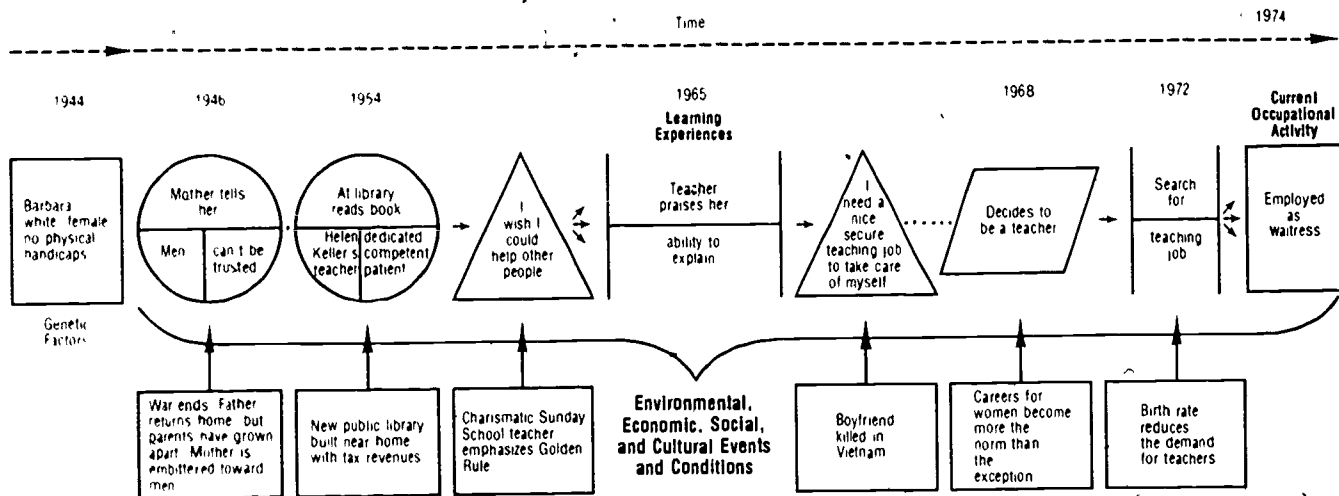 Time
1974
1944
1946
1954
1965
1968
1972
Learning
Experiences
Current
Occupational
Activity
Barbara
white female
no physical
handicaps
Genetic
Factors
Mother tells
her
Men
can t be
trusted
At library
reads book
Helen
Keller s
teacher
dedicated
competent
patient
I
wish I
could
help other
people
Teacher
praises her
ability to
explain
I
need a
nice
secure
teaching job
to take care
of myself
Decides to
be a teacher
Search
for
teaching
job
Employed
as
waitress
War ends Father
returns home but
parents have grown
apart Mother is
embittered toward
men
New public library
built near home
with tax revenues
Charismatic Sunday
School teacher
emphasizes Golden
Rule
Environmental,
Economic, Social,
and Cultural Events
and Conditions
Boyfriend
killed in
Vietnam
Careers for
women become
more the
norm than
the
exception
Birth rate
reduces
the demand
for teachers